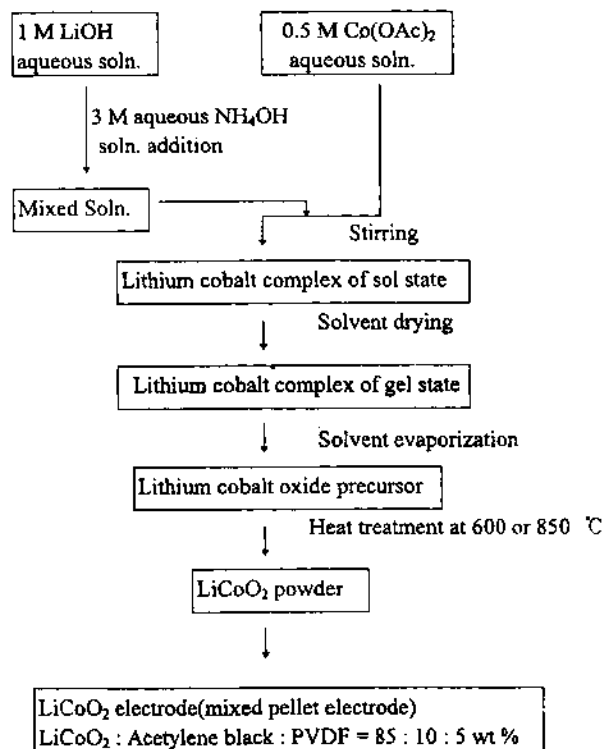 1 M LiOH
aqueous soln.
0.5 M Co(OAc)2
aqueous soln.
3 M aqueous NH4OH
soln. addition
Mixed Soln.
Stirring
Lithium cobalt complex of sol state
Solvent drying
Lithium cobalt complex of gel state
Solvent evaporization
Lithium cobalt oxide precursor
Heat treatment at 600 or 850 ℃
LiCoO2 powder
LiCoO2 electrode(mixed pellet electrode)
LiCoO2 : Acetylene black : PVDF = 85 : 10 : 5 wt %